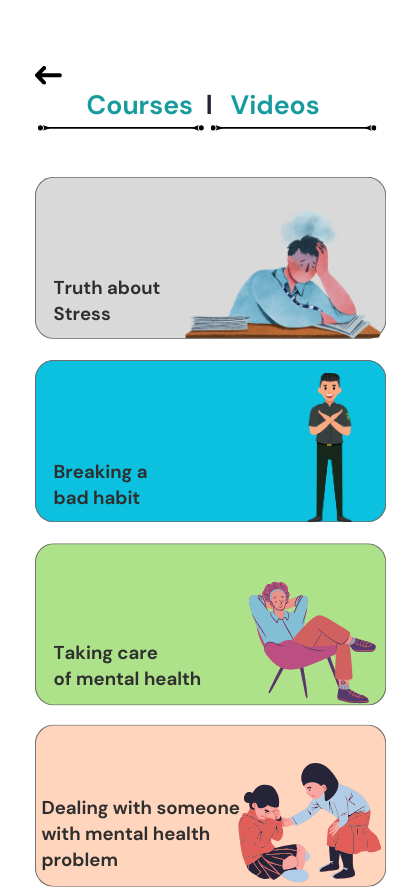 Courses | Videos
Truth about
Stress
Breaking a
bad habit
Taking care
of mental health
Dealing with someone
with mental health
problem